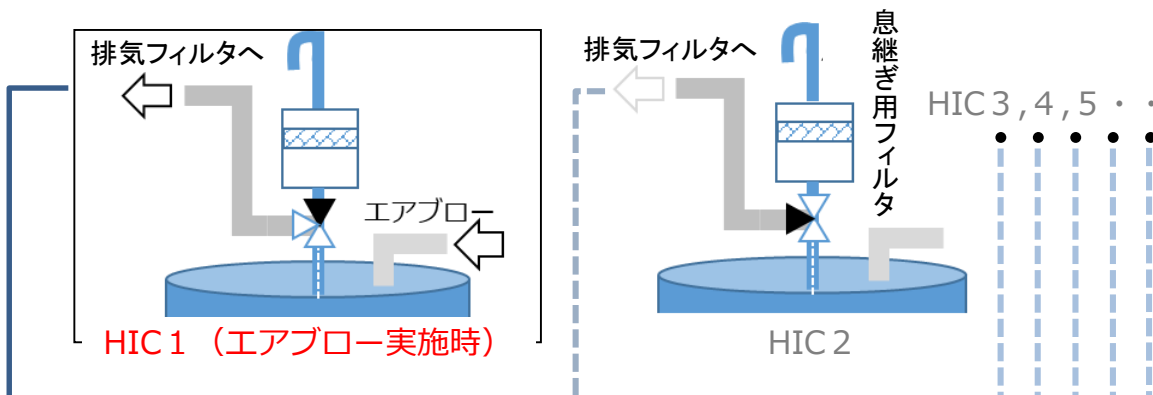 排気フィルタへ
エアブロー
HIC1（エアブロー実施時）
排気フィルタへ
息継ぎ用フィルタ
HIC2
HIC3,4,5・・